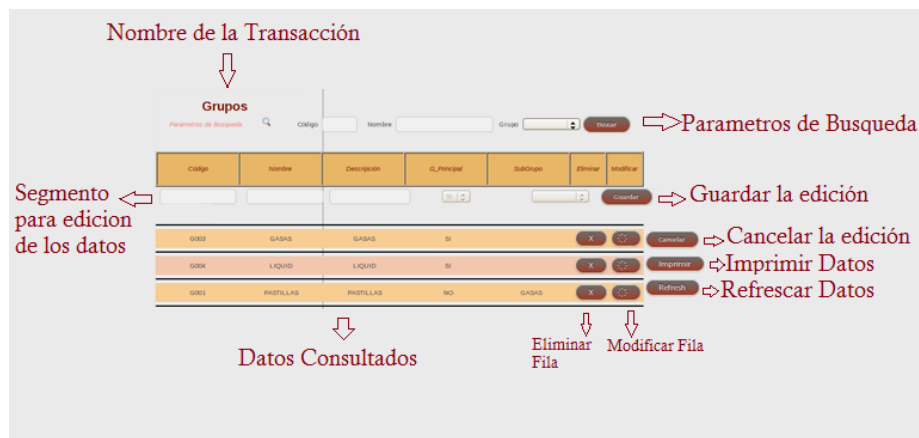 Nombre de la Transacción
Grupos
Parametros de Busqueda Código Nombre Grupo Buscar
Parametros de Busqueda
Código Nombre Descripción G_Principal SubGrupo Eliminar Modificar
Segmento
para edicion
de los datos
SI Guardar
Guardar la edición
G003 GASAS GASAS SI X Cancelar
Cancelar la edición
G004 LIQUID LIQUID SI X Imprimir
Imprimir Datos
G001 PASTILLAS PASTILLAS NO GASAS X Refresh
Refrescar Datos
Datos Consultados
Eliminar
Fila
Modificar Fila